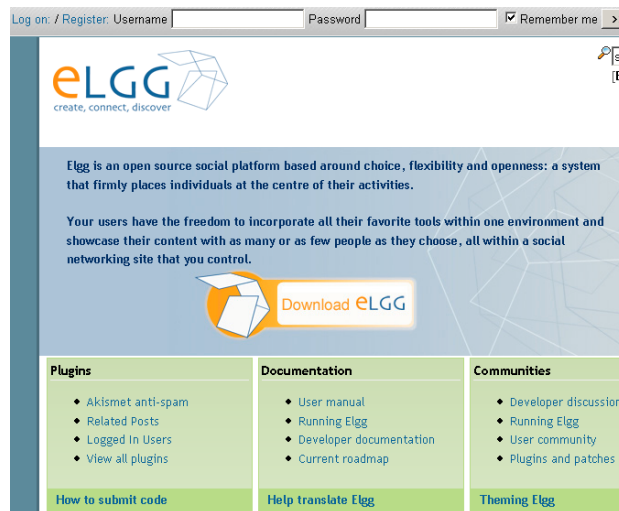 Log on: / Register: Username Password Remember me >
eLGG
create, connect, discover
Elgg is an open source social platform based around choice, flexibility and openness: a system
that firmly places individuals at the centre of their activities.
Your users have the freedom to incorporate all their favorite tools within one environment and
showcase their content with as many or as few people as they choose, all within a social
networking site that you control.
Download eLGG
Plugins
Akismet anti-spam
Related Posts
Logged In Users
View all plugins
How to submit code
Documentation
User manual
Running Elgg
Developer documentation
Current roadmap
Help translate Elgg
Communities
Developer discussion
Running Elgg
User community
Plugins and patches
Theming Elgg